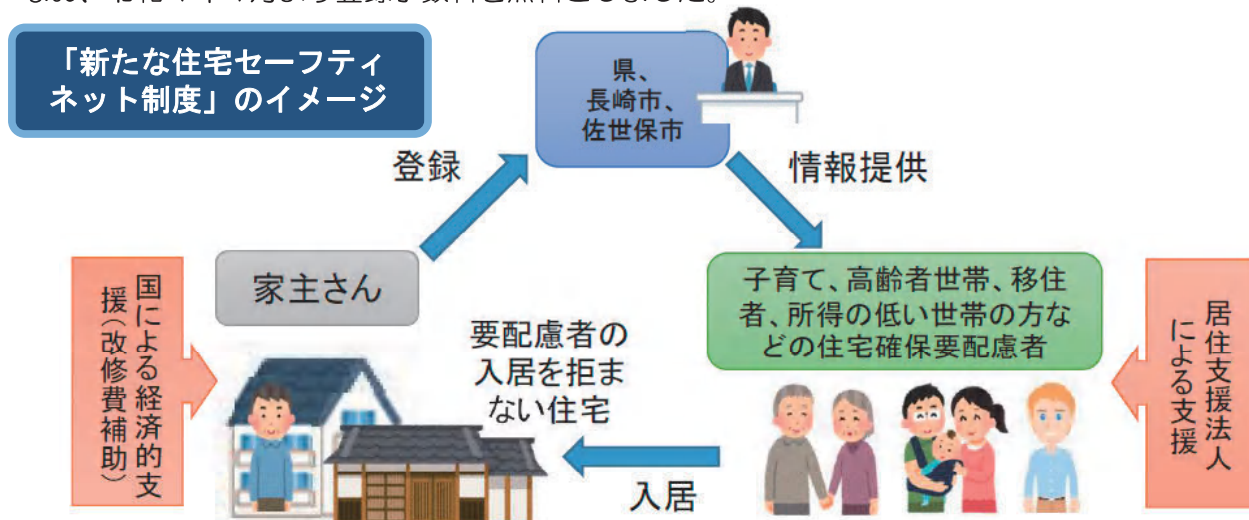 「新たな住宅セーフティ
ネット制度」のイメージ
県、
長崎市、
佐世保市
登録
情報提供
家主さん
子育て、高齢者世帯、移住
者、所得の低い世帯の方な
どの住宅確保要配慮者
国による経済的支
援(改修費補助)
要配慮者の
入居を拒ま
ない住宅
居住支援法人
による支援
入居